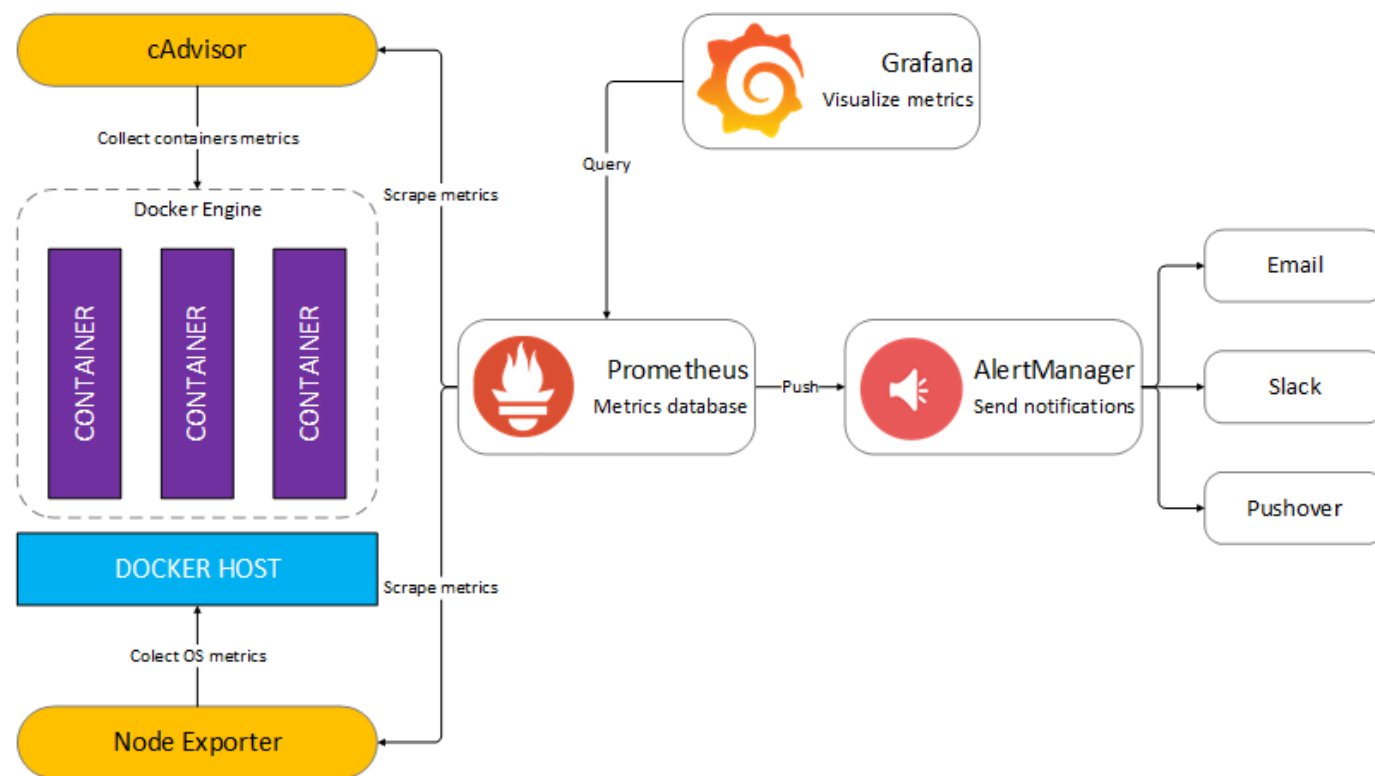 cAdvisor
Collect containers metrics
Docker Engine
CONTAINER
CONTAINER
CONTAINER
DOCKER HOST
Colect OS metrics
Node Exporter
Scrape metrics
Scrape metrics
Grafana
Visualize metrics
Query
Prometheus
Metrics database
Push
AlertManager
Send notifications
Email
Slack
Pushover